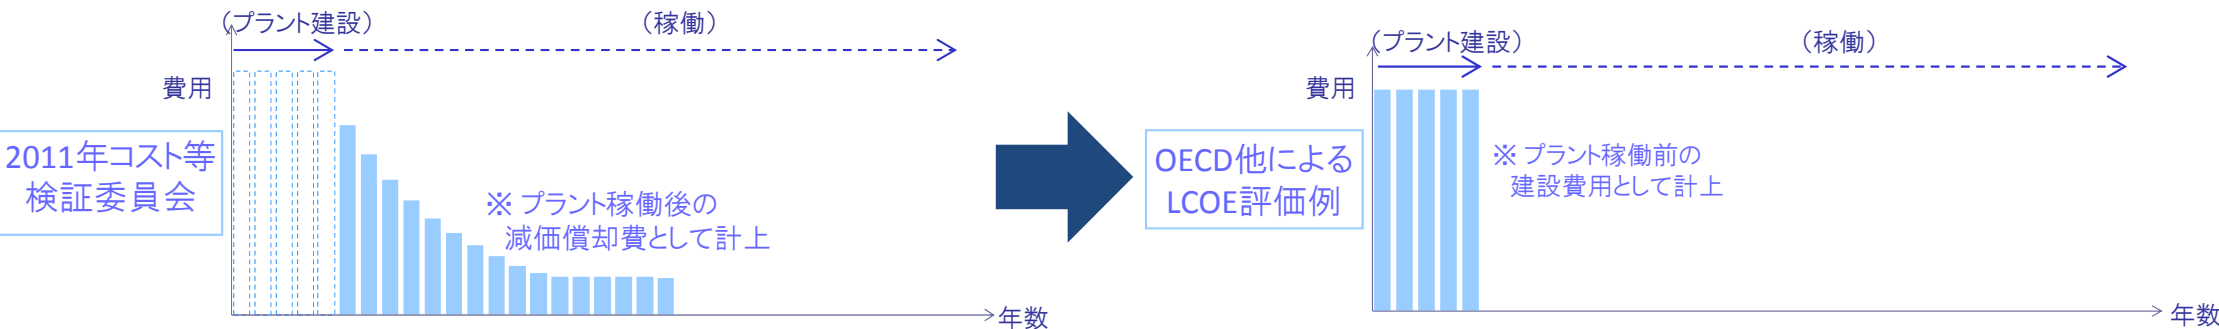 （プラント建設）
（稼働）
費用
2011年コスト等
検証委員会
※ プラント稼働後の
減価償却費として計上
年数
（プラント建設）
（稼働）
費用
OECD他による
LCOE評価例
※ プラント稼働前の
建設費用として計上
年数